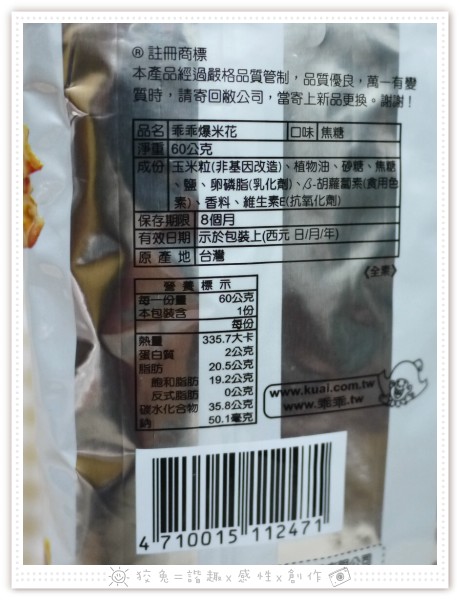 ®註冊商標
本產品經過嚴格品質管制，品質優良，萬一有變
質時，請寄回敝公司，當寄上新品更換。謝謝！
品名 乖乖爆米花 口味 焦糖
淨重 60公克
成份 玉米粒(非基因改造)、植物油、砂糖、焦糖
、鹽、卵磷脂(乳化劑)、β-胡蘿蔔素(食用色
素)、香料、維生素E(抗氧化劑)
保存期限 8個月
有效日期 示於包裝上(西元 日/月/年)
原產地 台灣
《全素》
營養標示
每一份量 60公克
本包裝含 1份
每份
熱量 335.7大卡
蛋白質 2公克
脂肪 20.5公克
飽和脂肪 19.2公克
反式脂肪 0公克
碳水化合物 35.8公克
鈉 50.1毫克
www.kuai.com.tw
www.乖乖.tw
4 710015 112471
狡兔=諧趣x感性x創作